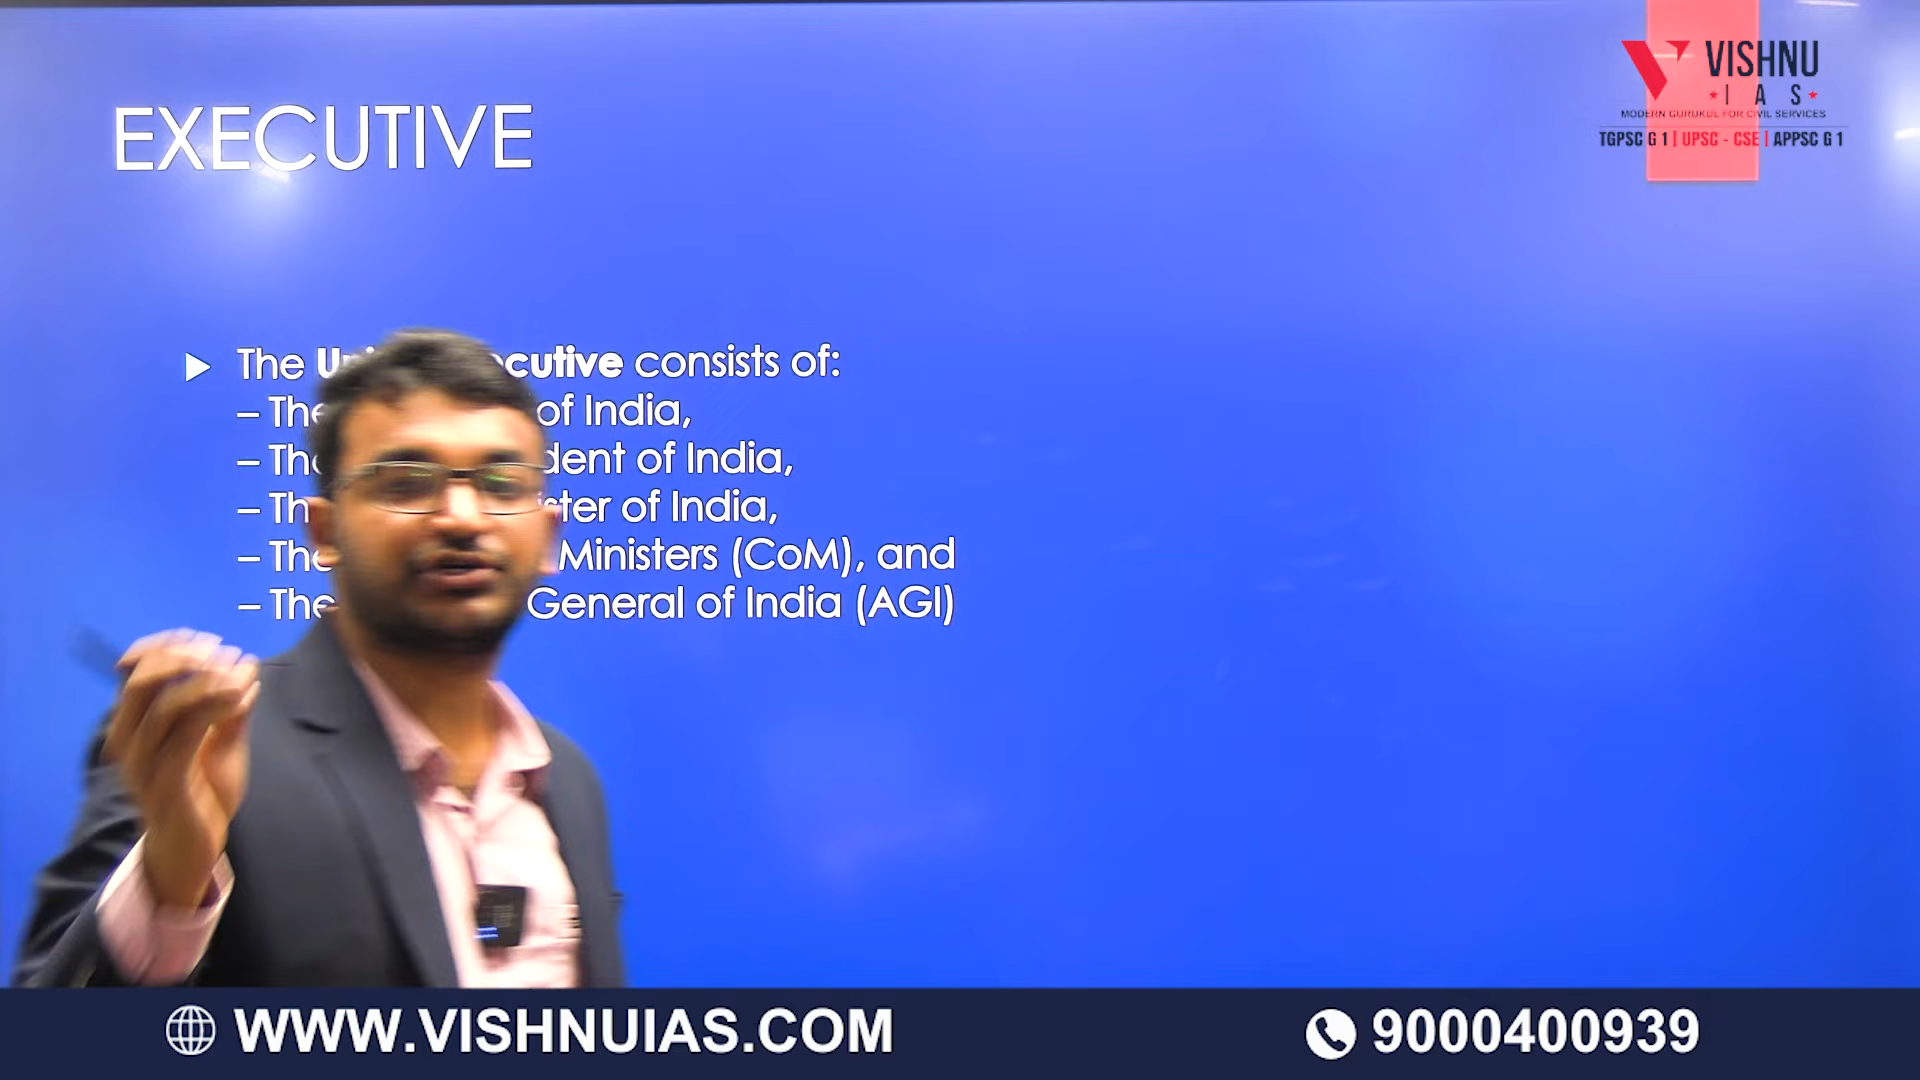 VISHNU
I A S
MODERN GURUKUL FOR CIVIL SERVICES
TGPSC G 1 | UPSC - CSE | APPSC G 1
EXECUTIVE
The cutive consists of:
– The of India,
– The dent of India,
– The ster of India,
– The Ministers (CoM), and
– The General of India (AGI)
WWW.VISHNUIAS.COM
9000400939